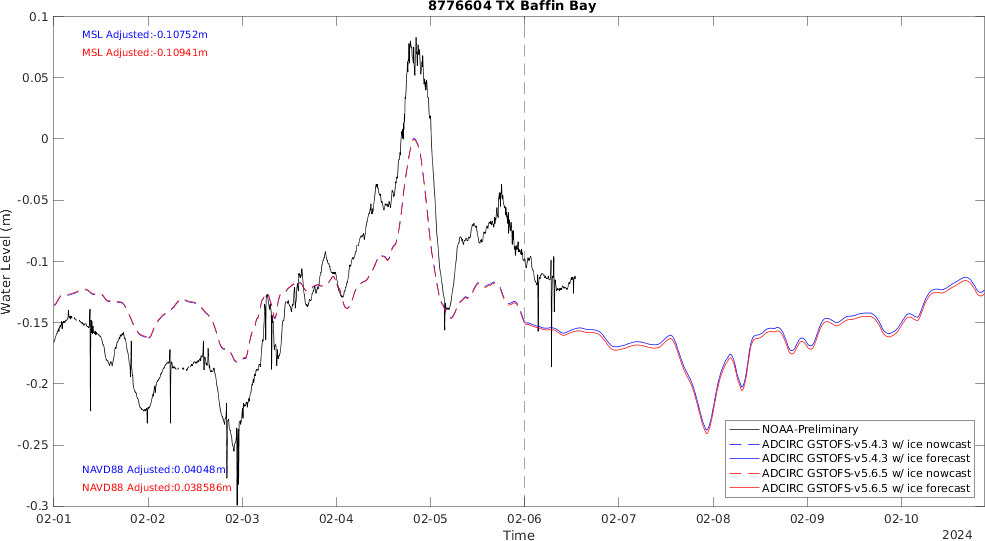 8776604 TX Baffin Bay
0.1
0.05
0
-0.05
-0.1
-0.15
-0.2
-0.25
-0.3
Water Level (m)
MSL Adjusted:-0.10752m
MSL Adjusted:-0.10941m
NAVD88 Adjusted:0.04048m
NAVD88 Adjusted:0.038586m
NOAA-Preliminary
ADCIRC GSTOFS-v5.4.3 w/ ice nowcast
ADCIRC GSTOFS-v5.4.3 w/ ice forecast
ADCIRC GSTOFS-v5.6.5 w/ ice nowcast
ADCIRC GSTOFS-v5.6.5 w/ ice forecast
02-01 02-02 02-03 02-04 02-05 02-06 02-07 02-08 02-09 02-10
Time
2024